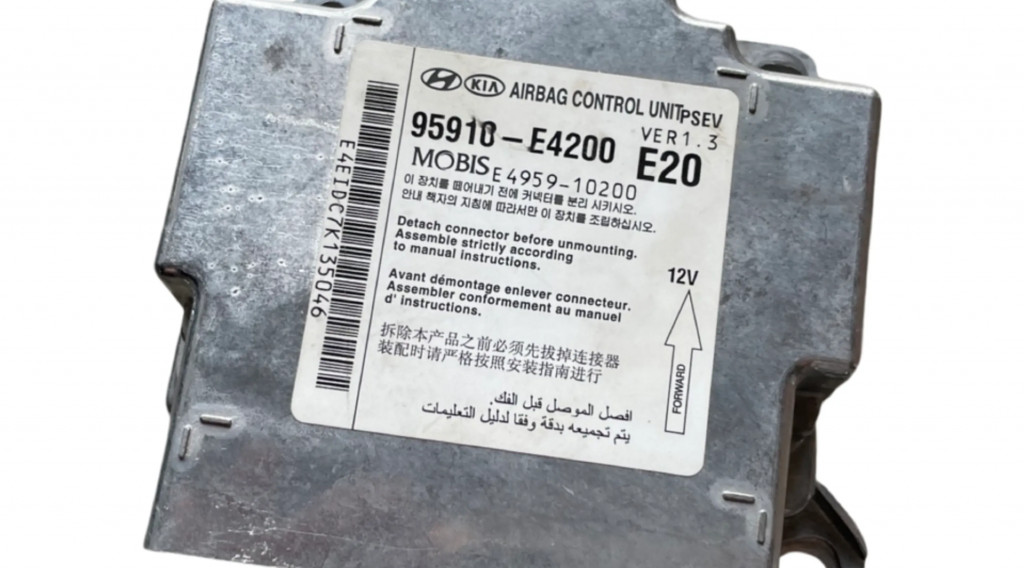 HYUNDAI KIA AIRBAG CONTROL UNIT PSEV
VER1.3
95910-E4200 E20
MOBIS E4959-10200
이 장치를 떼어내기 전에 커넥터를 분리 시키시오.
안내 책자의 지침에 따라서만 이 장치를 조립하십시오.
Detach connector before unmounting.
Assemble strictly according
to manual instructions.
Avant démontage enlever connecteur.
Assembler conformement au manuel
d' instructions.
拆除本产品之前必须先拔掉连接器
装配时请严格按照安装指南进行
افصل الموصل قبل الفك.
يتم تجميعه بدقة وفقا لدليل التعليمات
12V
FORWARD
E4EIDC7K135046